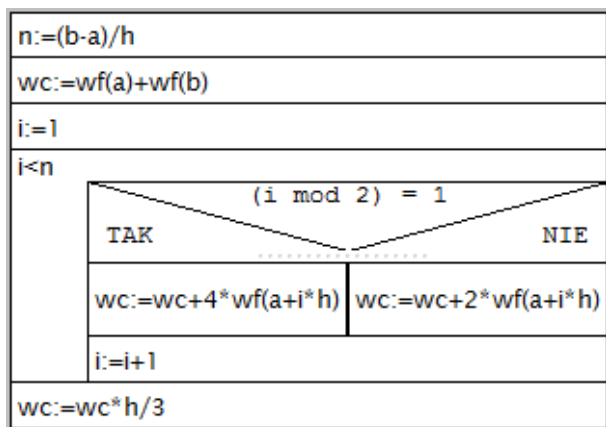 n:=(b-a)/h
wc:=wf(a)+wf(b)
i:=1
i<n
(i mod 2) = 1
TAK NIE
wc:=wc+4*wf(a+i*h) wc:=wc+2*wf(a+i*h)
i:=i+1
wc:=wc*h/3